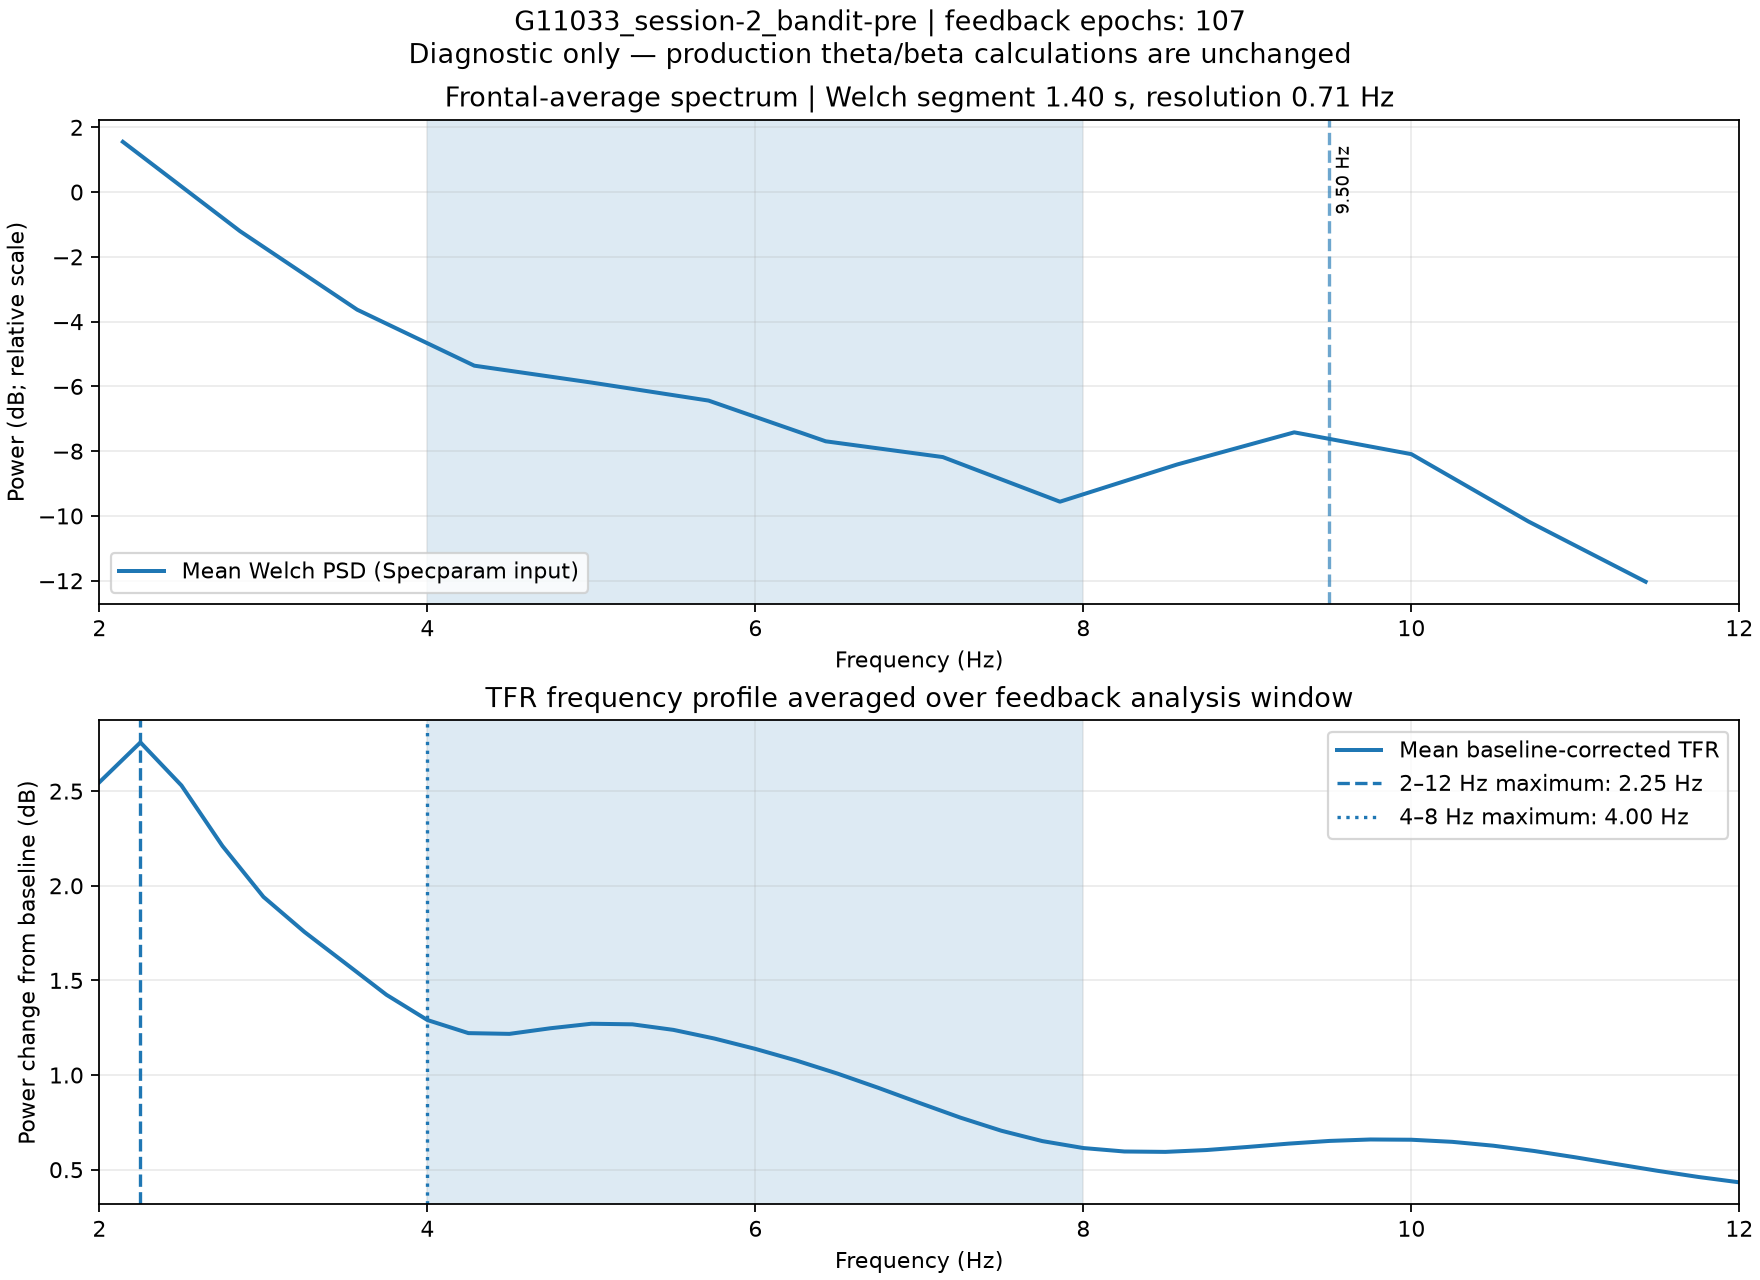 G11033_session-2_bandit-pre | feedback epochs: 107
Diagnostic only — production theta/beta calculations are unchanged
Frontal-average spectrum | Welch segment 1.40 s, resolution 0.71 Hz
Power (dB; relative scale)
2
0
−2
−4
−6
−8
−10
−12
9.50 Hz
Mean Welch PSD (Specparam input)
2
4
6
8
10
12
Frequency (Hz)
TFR frequency profile averaged over feedback analysis window
Power change from baseline (dB)
2.5
2.0
1.5
1.0
0.5
Mean baseline-corrected TFR
2–12 Hz maximum: 2.25 Hz
4–8 Hz maximum: 4.00 Hz
2
4
6
8
10
12
Frequency (Hz)